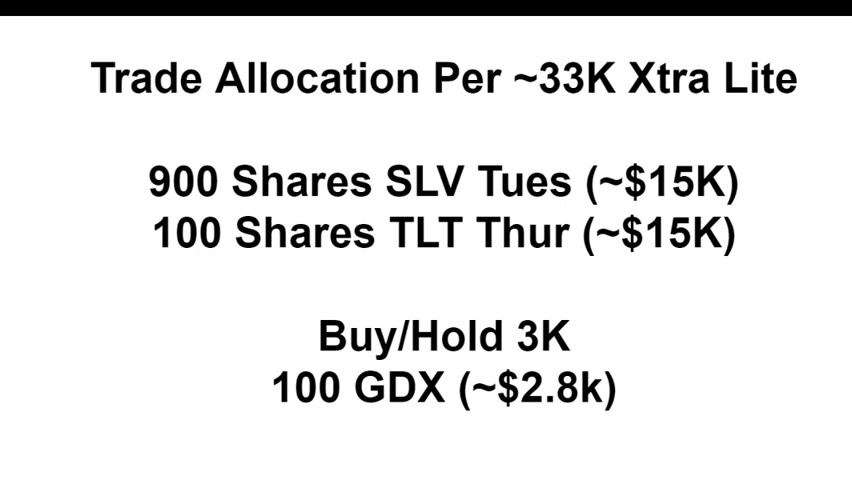 Trade Allocation Per ~33K Xtra Lite
900 Shares SLV Tues (~$15K)
100 Shares TLT Thur (~$15K)
Buy/Hold 3K
100 GDX (~$2.8k)